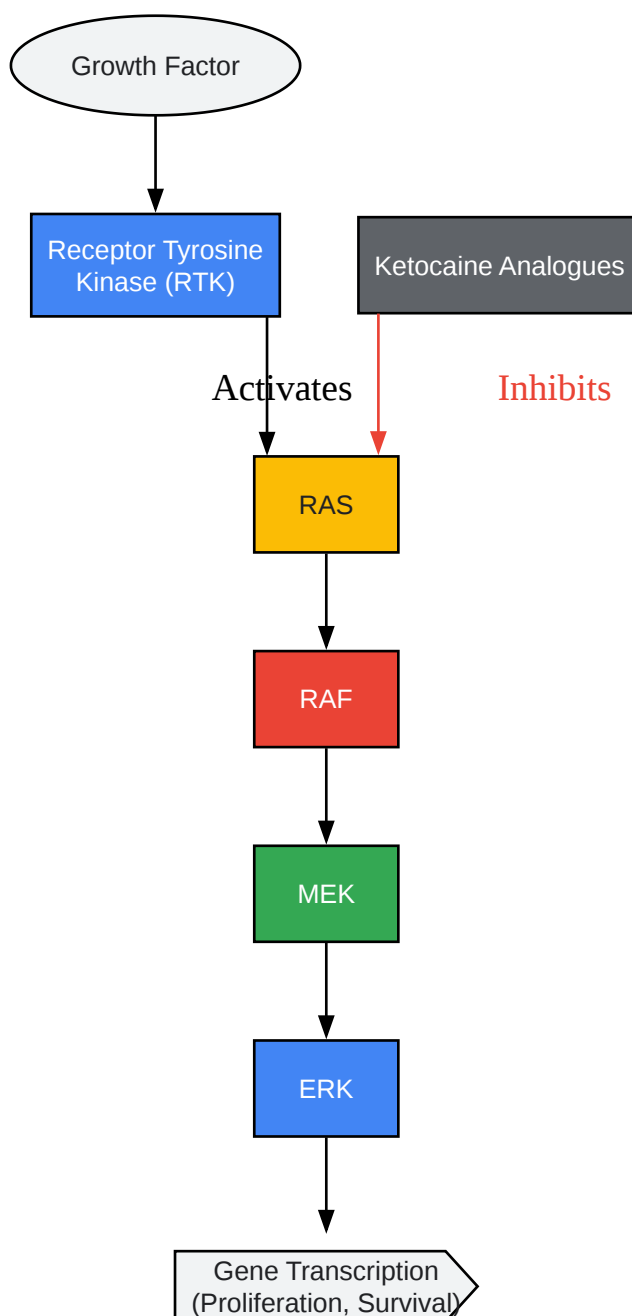 Growth Factor
Receptor Tyrosine
Kinase (RTK)
Ketocaine Analogues
Activates
Inhibits
RAS
RAF
MEK
ERK
Gene Transcription
(Proliferation, Survival)